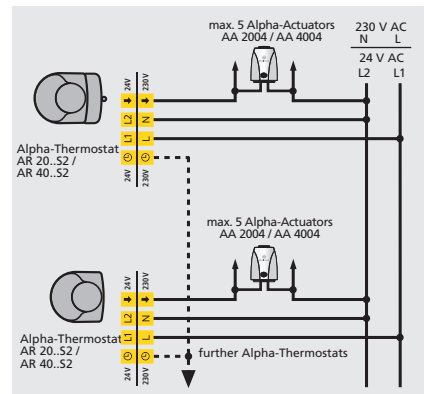 max. 5 Alpha-Actuators
AA 2004 / AA 4004
230 V AC
N L
24 V AC
L2 L1
24V
230V
L2 N
L1 L
24V
230V
Alpha-Thermostat
AR 20..S2 /
AR 40..S2
max. 5 Alpha-Actuators
AA 2004 / AA 4004
24V
230V
L2 N
L1 L
24V
230V
Alpha-Thermostat
AR 20..S2 /
AR 40..S2
further Alpha-Thermostats